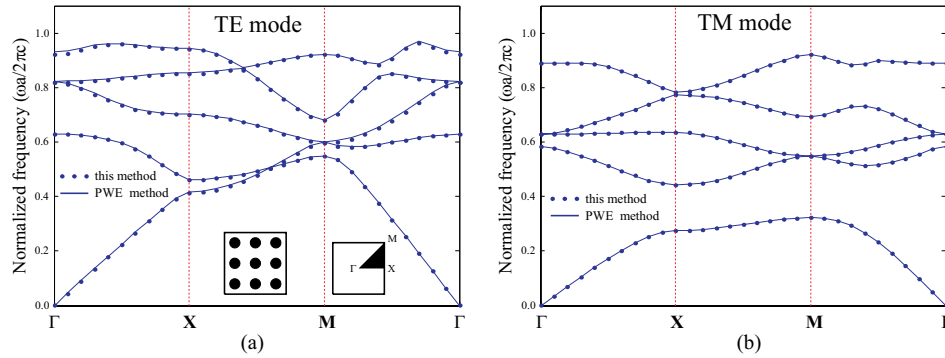 TE mode
Normalized frequency (ωa/2πc)
1.0
0.8
0.6
0.4
0.2
0.0
this method
PWE method
M
Γ
X
Γ X M Γ
(a)
TM mode
Normalized frequency (ωa/2πc)
1.0
0.8
0.6
0.4
0.2
0.0
this method
PWE method
Γ X M
(b)